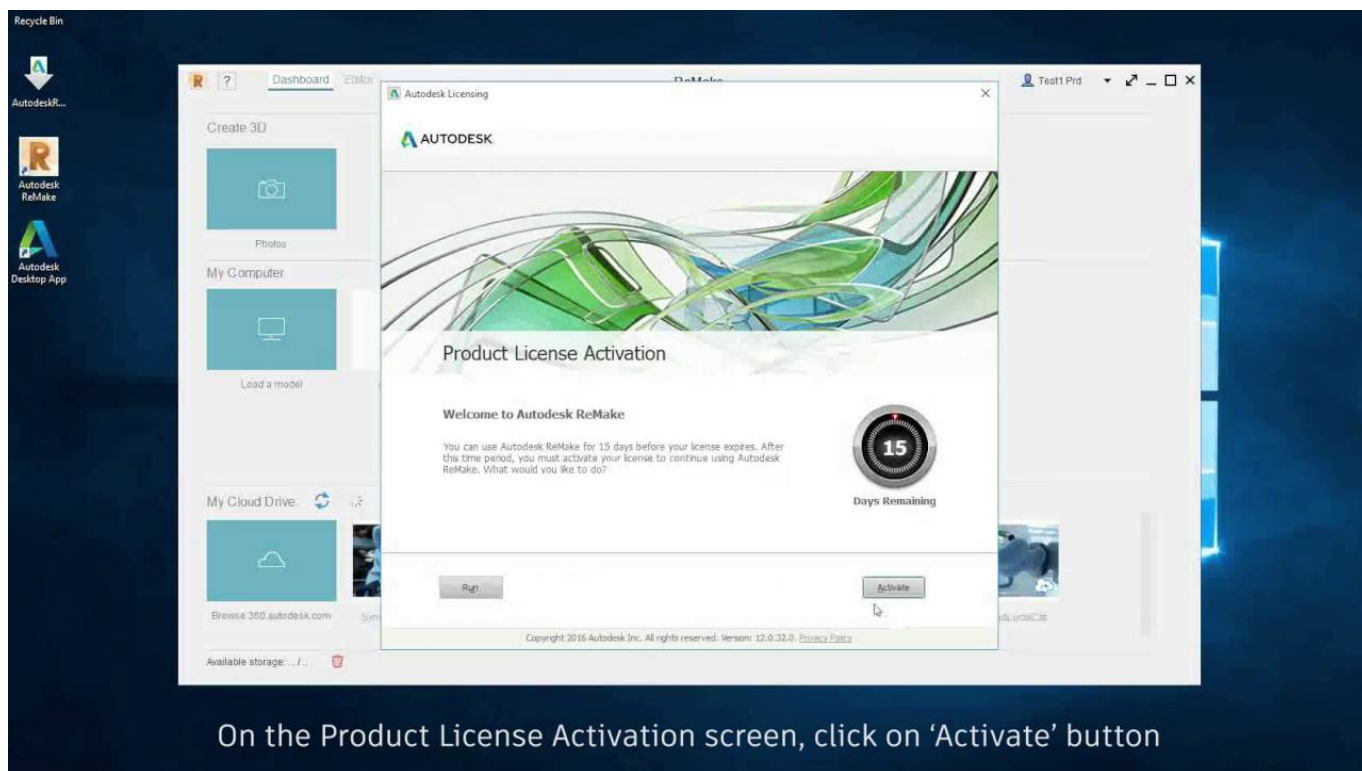 Recycle Bin
AutodeskR...
Autodesk
ReMake
Autodesk
Desktop App
R
?
Dashboard
Editor
ReMake
Test1 Prd
Create 3D
Photos
My Computer
Load a model
My Cloud Drive
Browse 360.autodesk.com
Available storage: ... / ..
Autodesk Licensing
AUTODESK
Product License Activation
Welcome to Autodesk ReMake
You can use Autodesk ReMake for 15 days before your license expires. After
this time period, you must activate your license to continue using Autodesk
ReMake. What would you like to do?
15
Days Remaining
Run
Activate
Copyright 2016 Autodesk Inc. All rights reserved. Version: 12.0.32.0. Privacy Policy
On the Product License Activation screen, click on ‘Activate’ button